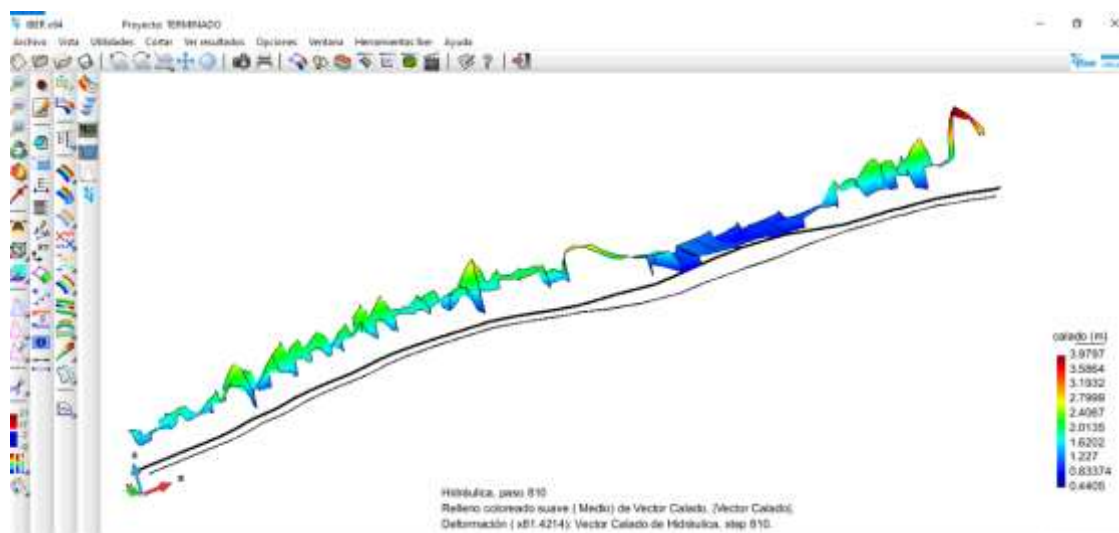 IBER x64 Proyecto: TERMINADO
Archivo Vista Utilidades Cortar Ver resultados Opciones Ventana Herramientas Iber Ayuda
calado (m)
3.9797
3.5864
3.1932
2.7999
2.4067
2.0135
1.6202
1.227
0.83374
0.4405
Hidráulica, paso 810
Relleno coloreado suave ( Medio) de Vector Calado, |Vector Calado|.
Deformación ( x81.4214): Vector Calado de Hidráulica, step 810.